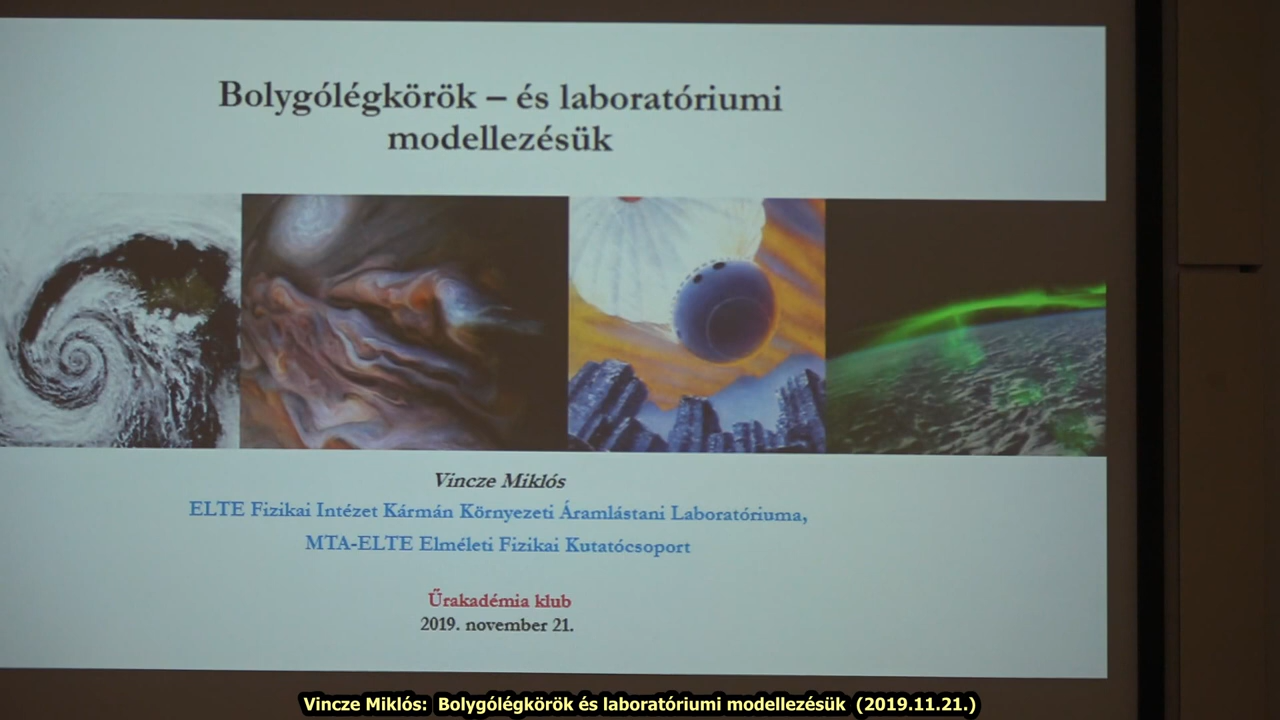 Bolygólégkörök – és laboratóriumi
modellezésük
Vincze Miklós
ELTE Fizikai Intézet Kármán Környezeti Áramlástani Laboratóriuma,
MTA-ELTE Elméleti Fizikai Kutatócsoport
Űrakadémia klub
2019. november 21.
Vincze Miklós: Bolygólégkörök és laboratóriumi modellezésük (2019.11.21.)